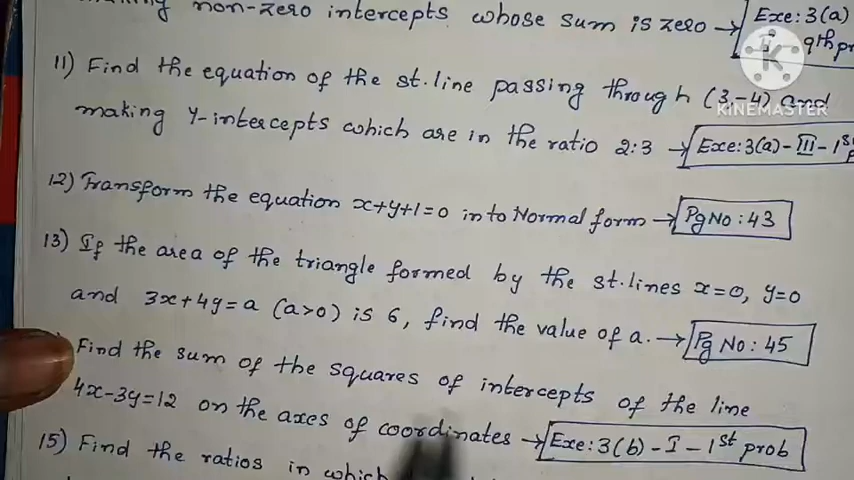 non-zero intercepts whose sum is zero → Exe: 3(a)
11) Find the equation of the st.line passing through (3,-4) and
making Y-intercepts which are in the ratio 2:3 → Exe: 3(a)-III-1st
KINEMASTER
12) Transform the equation x+y+1=0 into Normal form → Pg No: 43
13) If the area of the triangle formed by the st.lines x=0, y=0
and 3x+4y=a (a>0) is 6, find the value of a. → Pg No: 45
Find the sum of the squares of intercepts of the line
4x-3y=12 on the axes of coordinates → Exe: 3(b)-I-1st prob
15) Find the ratios in which